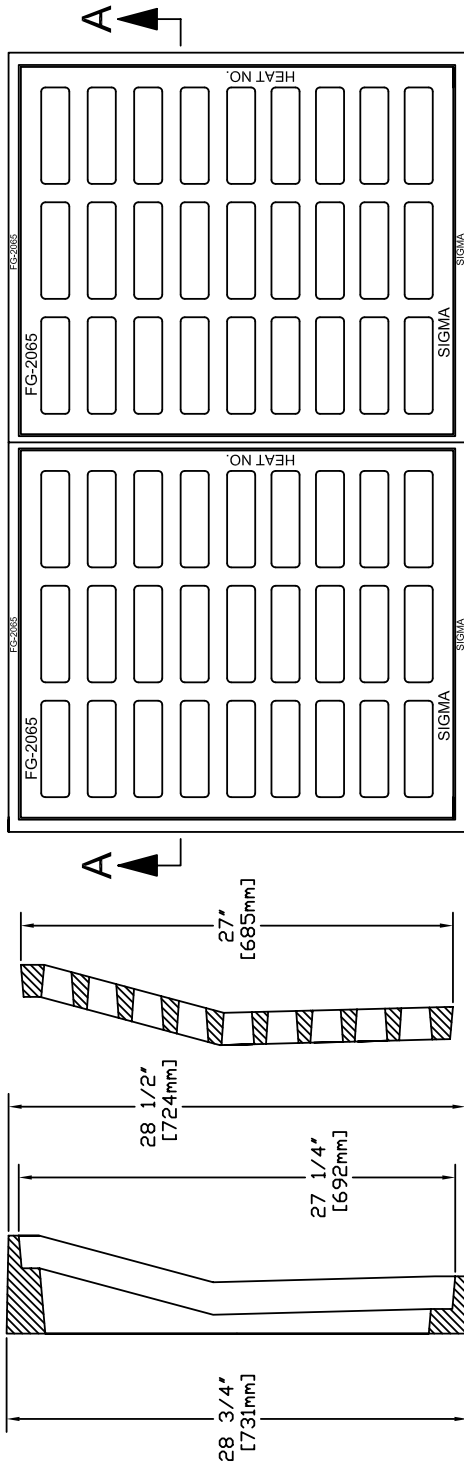 A
FG-2065
SIGMA
FG-2065
SIGMA
HEAT NO.
FG-2065
SIGMA
FG-2065
SIGMA
HEAT NO.
A
27"
[685mm]
28 1/2"
[724mm]
27 1/4"
[692mm]
28 3/4"
[731mm]